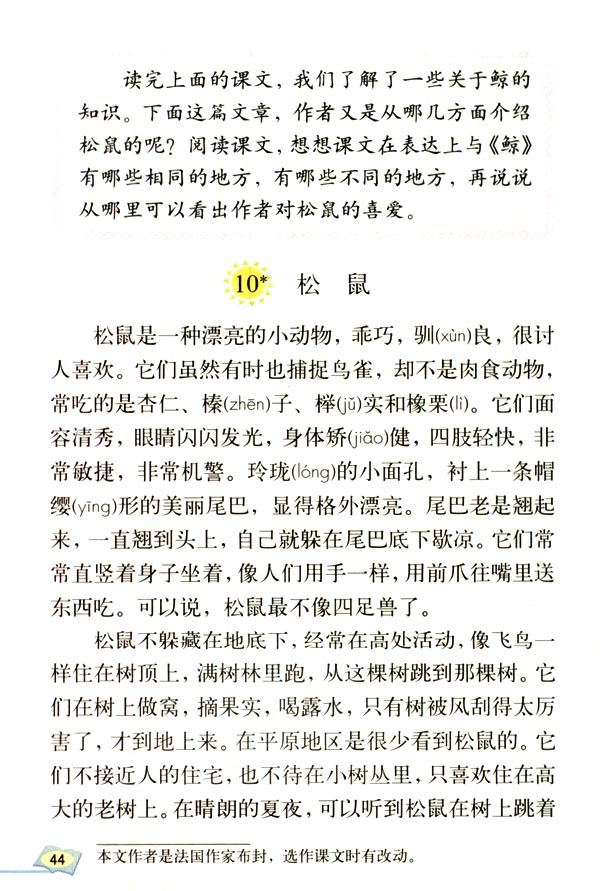 读完上面的课文，我们了解了一些关于鲸的
知识。下面这篇文章，作者又是从哪几方面介绍
松鼠的呢？阅读课文，想想课文在表达上与《鲸》
有哪些相同的地方，有哪些不同的地方，再说说
从哪里可以看出作者对松鼠的喜爱。
10* 松 鼠
松鼠是一种漂亮的小动物，乖巧，驯(xùn)良，很讨
人喜欢。它们虽然有时也捕捉鸟雀，却不是肉食动物，
常吃的是杏仁、榛(zhēn)子、榉(jǔ)实和橡栗(lì)。它们面
容清秀，眼睛闪闪发光，身体矫(jiǎo)健，四肢轻快，非
常敏捷，非常机警。玲珑(lóng)的小面孔，衬上一条帽
缨(yīng)形的美丽尾巴，显得格外漂亮。尾巴老是翘起
来，一直翘到头上，自己就躲在尾巴底下歇凉。它们常
常直竖着身子坐着，像人们用手一样，用前爪往嘴里送
东西吃。可以说，松鼠最不像四足兽了。
松鼠不躲藏在地底下，经常在高处活动，像飞鸟一
样住在树顶上，满树林里跑，从这棵树跳到那棵树。它
们在树上做窝，摘果实，喝露水，只有树被风刮得太厉
害了，才到地上来。在平原地区是很少看到松鼠的。它
们不接近人的住宅，也不待在小树丛里，只喜欢住在高
大的老树上。在晴朗的夏夜，可以听到松鼠在树上跳着
44 本文作者是法国作家布封，选作课文时有改动。